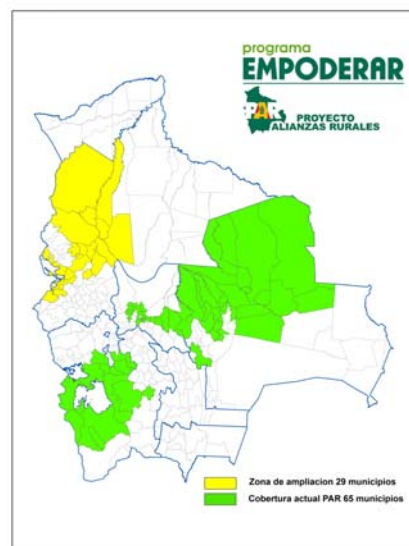 programa
EMPODERAR
PAR PROYECTO
ALIANZAS RURALES
Zona de ampliacion 29 municipios
Cobertura actual PAR 65 municipios